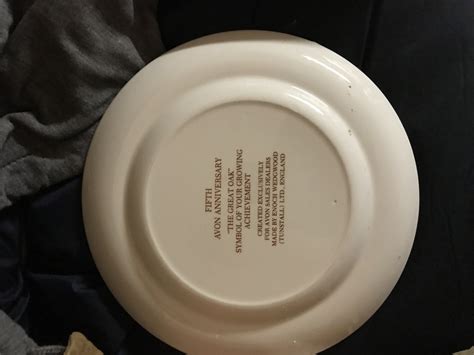 FIFTH
AVON ANNIVERSARY
"THE GREAT OAK"
SYMBOL OF YOUR GROWING
ACHIEVEMENT
CREATED EXCLUSIVELY
FOR AVON SALES DEALERS
MADE BY ENOCH WEDGWOOD
(TUNSTALL) LTD., ENGLAND